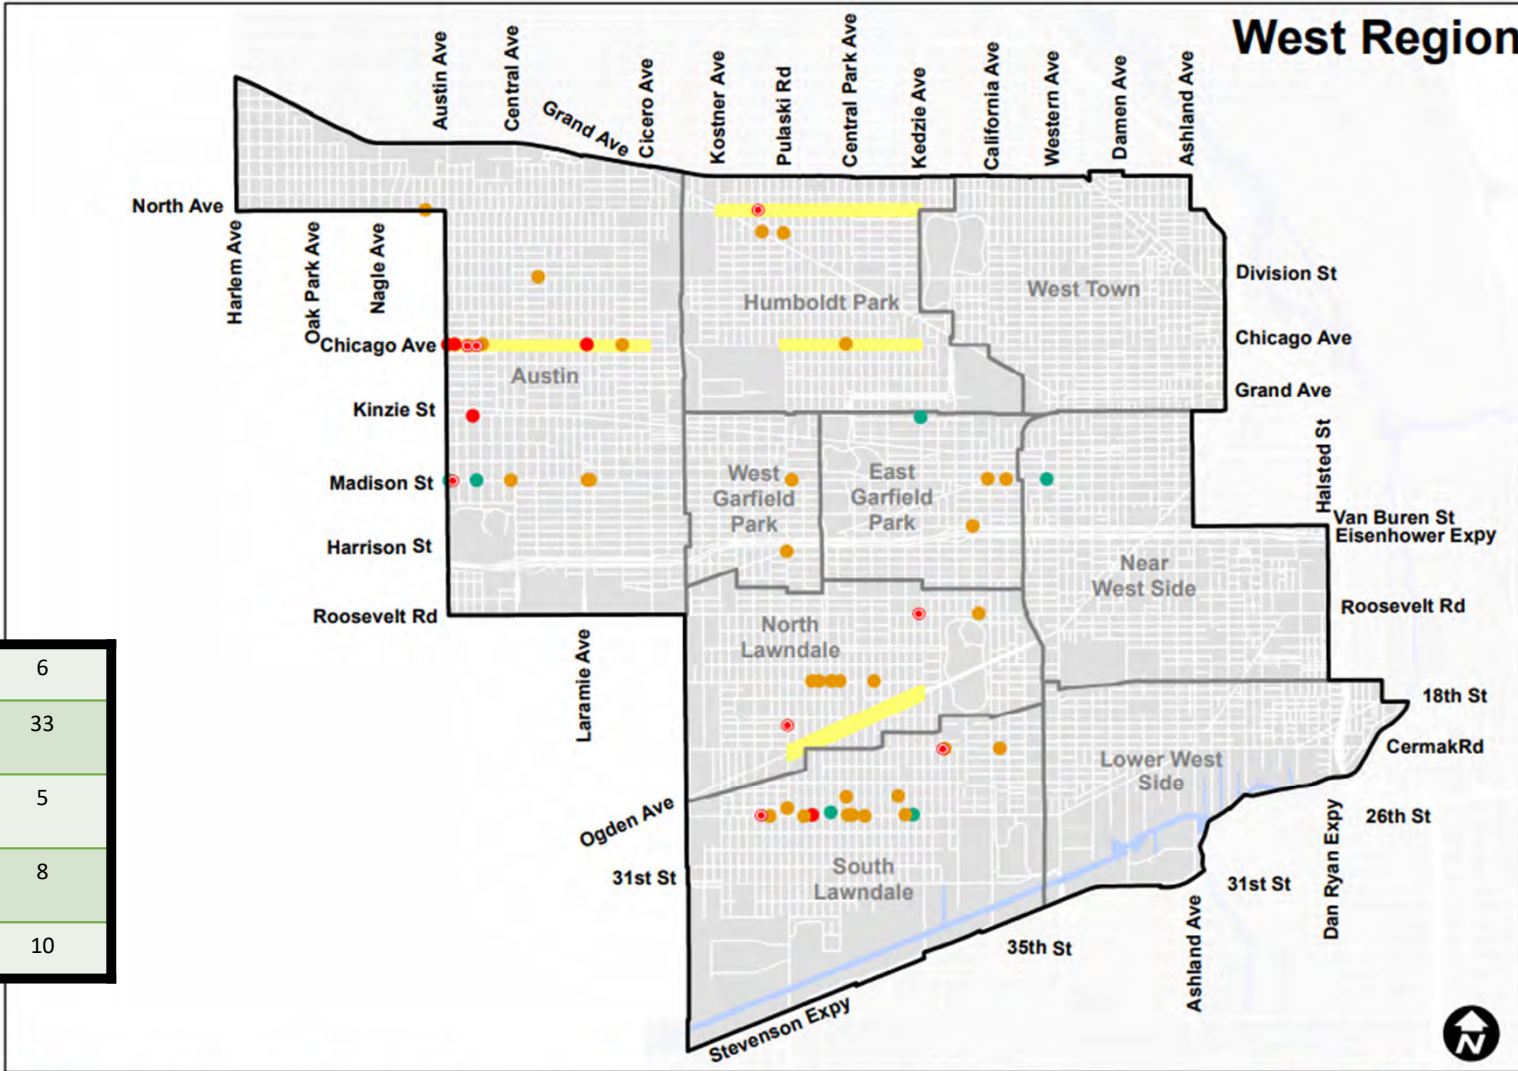 West Region
Austin Ave
Central Ave
Grand Ave
Cicero Ave
Kostner Ave
Pulaski Rd
Central Park Ave
Kedzie Ave
California Ave
Western Ave
Damen Ave
Ashland Ave
North Ave
Harlem Ave
Oak Park Ave
Nagle Ave
Division St
West Town
Humboldt Park
Chicago Ave
Chicago Ave
Austin
Grand Ave
Kinzie St
Halsted St
Madison St
West
Garfield
Park
East
Garfield
Park
Van Buren St
Eisenhower Expy
Harrison St
Near
West Side
Roosevelt Rd
Roosevelt Rd
North
Lawndale
Laramie Ave
6
33
5
8
10
18th St
CermakRd
Lower West
Side
Ogden Ave
26th St
Dan Ryan Expy
31st St
South
Lawndale
31st St
Ashland Ave
35th St
Stevenson Expy
N